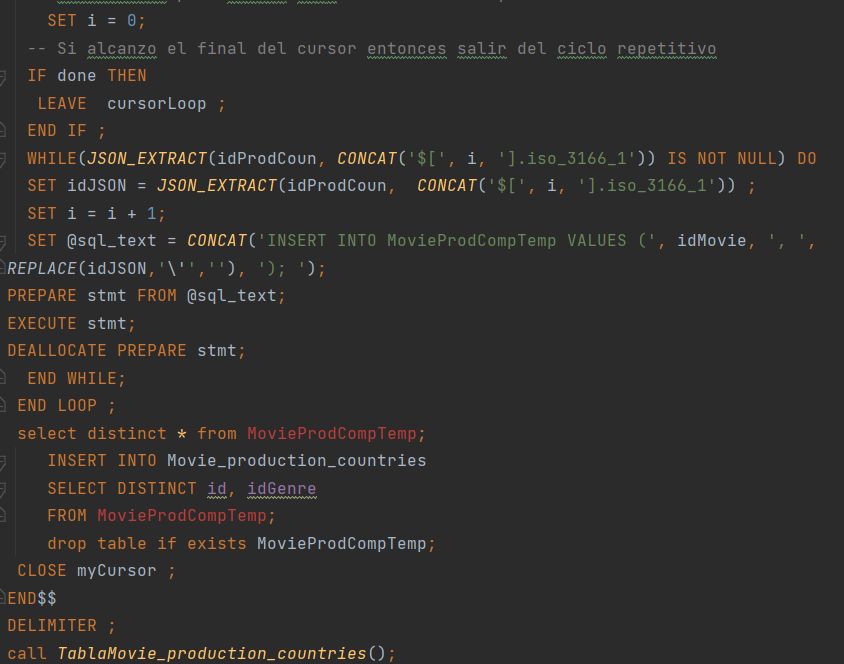 SET i = 0;
-- Si alcanzo el final del cursor entonces salir del ciclo repetitivo
IF done THEN
LEAVE  cursorLoop ;
END IF ;
WHILE(JSON_EXTRACT(idProdCoun, CONCAT('$[', i, '].iso_3166_1')) IS NOT NULL) DO
SET idJSON = JSON_EXTRACT(idProdCoun,  CONCAT('$[', i, '].iso_3166_1')) ;
SET i = i + 1;
SET @sql_text = CONCAT('INSERT INTO MovieProdCompTemp VALUES (', idMovie, ', ',
REPLACE(idJSON,'\'',''), '); ');
PREPARE stmt FROM @sql_text;
EXECUTE stmt;
DEALLOCATE PREPARE stmt;
END WHILE;
END LOOP ;
select distinct * from MovieProdCompTemp;
INSERT INTO Movie_production_countries
SELECT DISTINCT id, idGenre
FROM MovieProdCompTemp;
drop table if exists MovieProdCompTemp;
CLOSE myCursor ;
END$$
DELIMITER ;
call TablaMovie_production_countries();